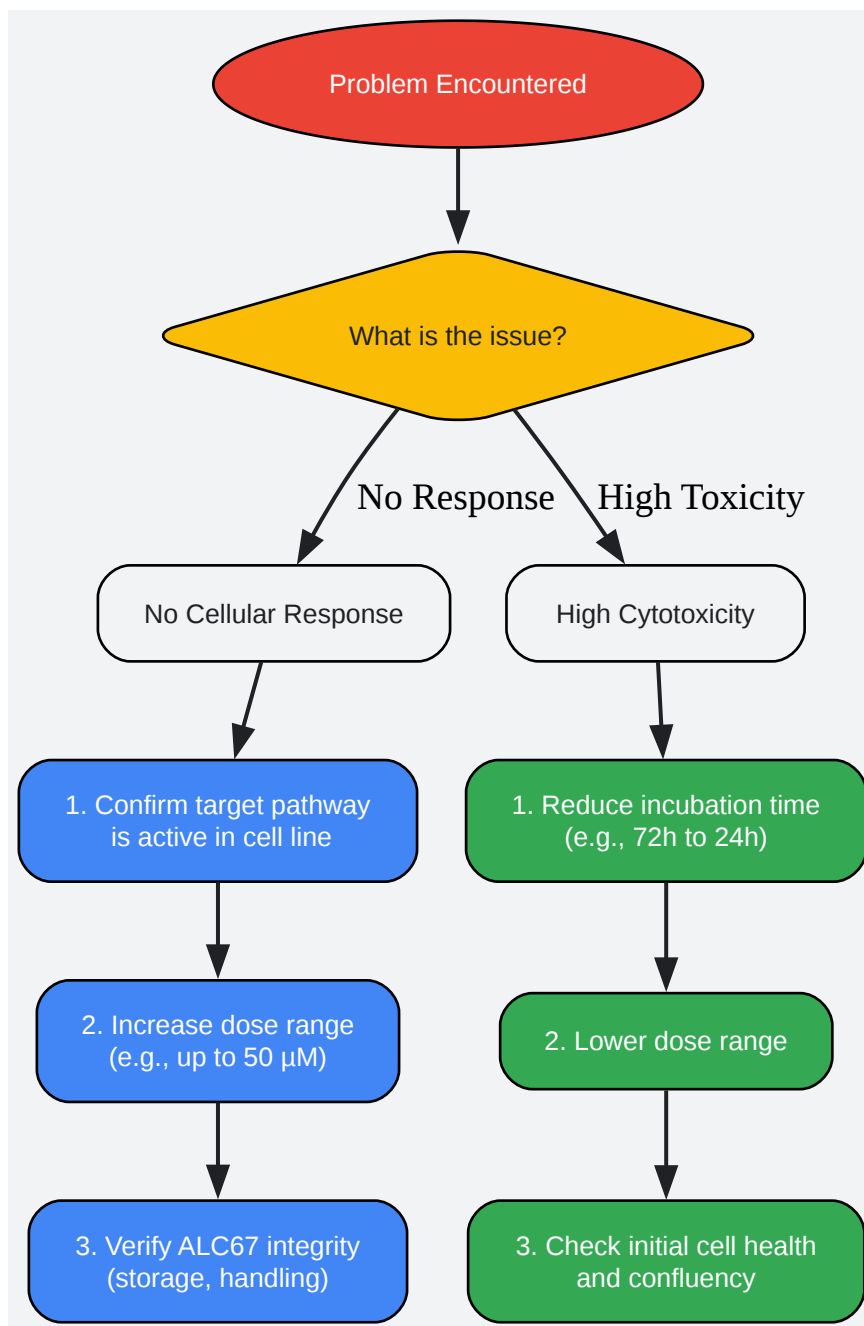 Problem Encountered
What is the issue?
No Response
High Toxicity
No Cellular Response
High Cytotoxicity
1. Confirm target pathway
is active in cell line
1. Reduce incubation time
(e.g., 72h to 24h)
2. Increase dose range
(e.g., up to 50 µM)
2. Lower dose range
3. Verify ALC67 integrity
(storage, handling)
3. Check initial cell health
and confluency